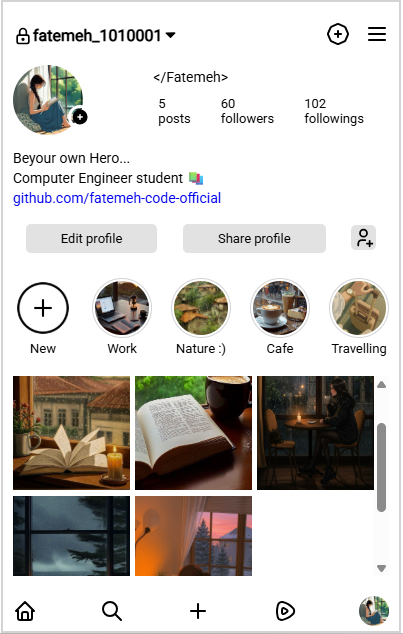 fatemeh_1010001
</Fatemeh>
5 60 102
posts followers followings
Beyour own Hero...
Computer Engineer student
github.com/fatemeh-code-official
Edit profile Share profile
New Work Nature :) Cafe Travelling